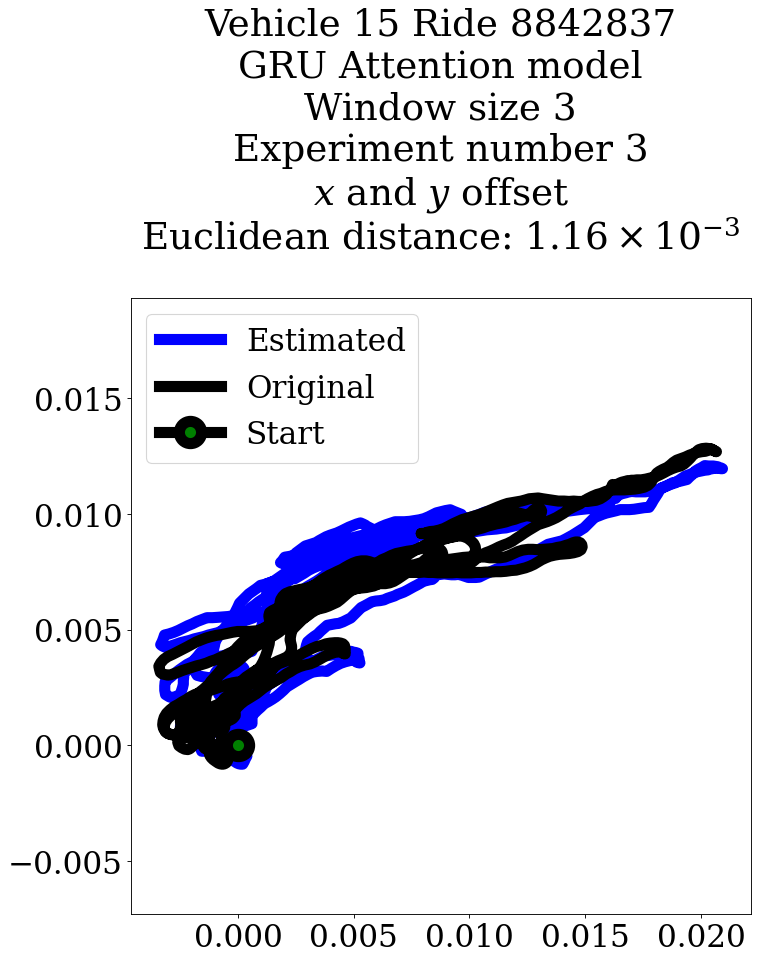 Vehicle 15 Ride 8842837
GRU Attention model
Window size 3
Experiment number 3
x and y offset
Euclidean distance: 1.16 × 10⁻³
Estimated
Original
Start
0.015
0.010
0.005
0.000
−0.005
0.000 0.005 0.010 0.015 0.020